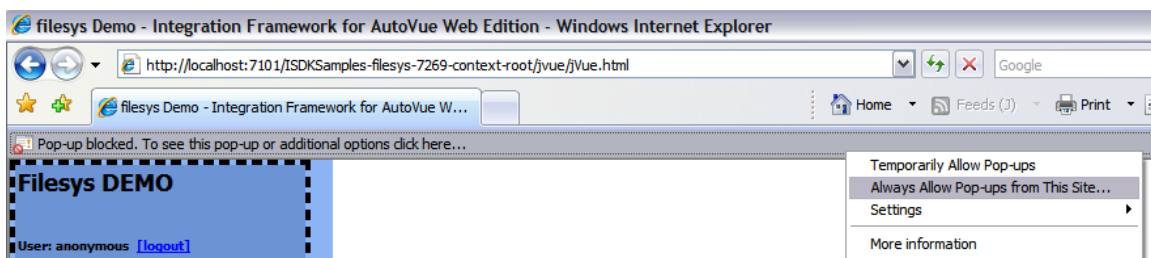 filesys Demo - Integration Framework for AutoVue Web Edition - Windows Internet Explorer
http://localhost:7101/ISDKSamples-filesys-7269-context-root/jvue/jVue.html
Google
filesys Demo - Integration Framework for AutoVue W...
Home Feeds (J) Print
Pop-up blocked. To see this pop-up or additional options click here...
Temporarily Allow Pop-ups
Filesys DEMO
Always Allow Pop-ups from This Site...
Settings
User: anonymous [logout]
More information